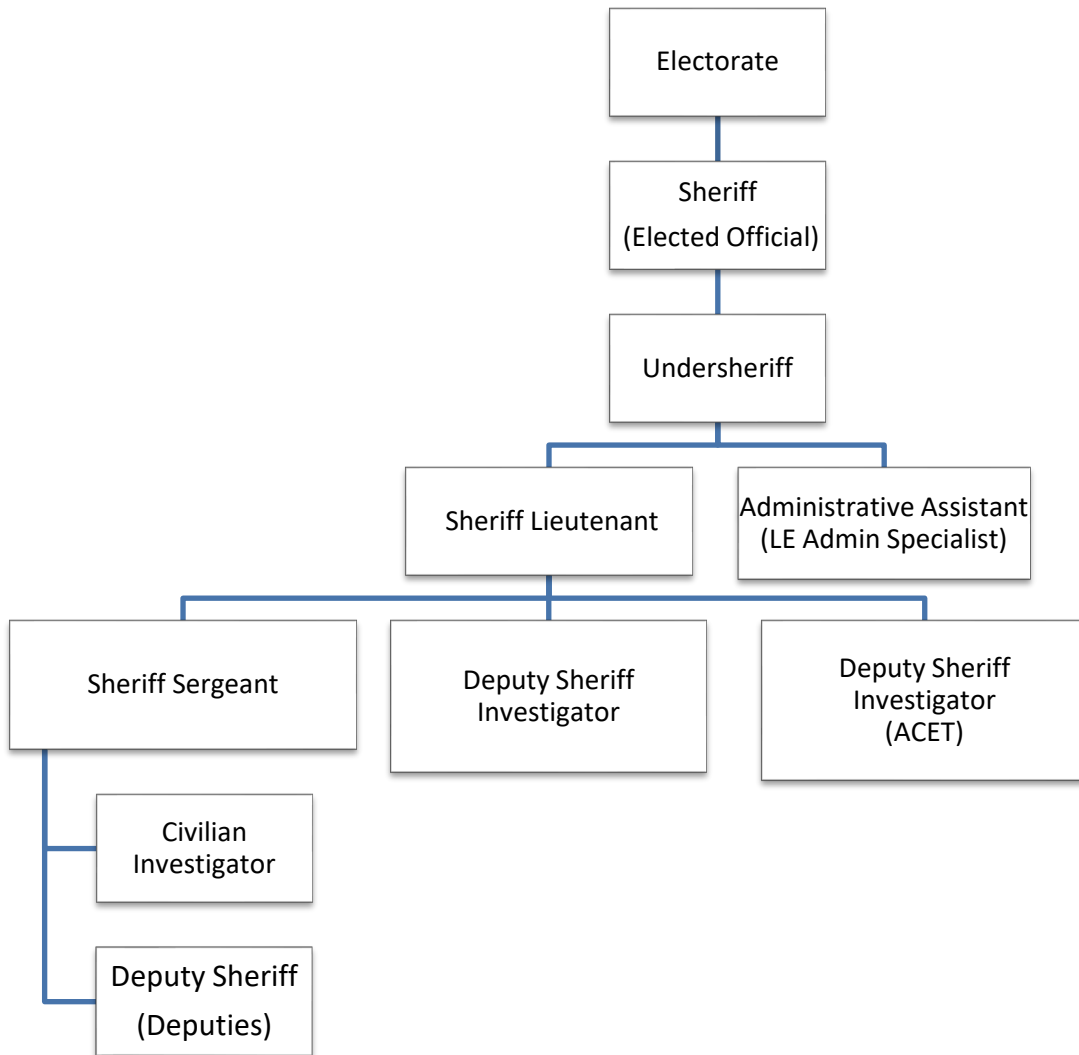 Electorate
Sheriff
(Elected Official)
Undersheriff
Sheriff Lieutenant
Administrative Assistant
(LE Admin Specialist)
Sheriff Sergeant
Deputy Sheriff
Investigator
Deputy Sheriff
Investigator
(ACET)
Civilian
Investigator
Deputy Sheriff
(Deputies)